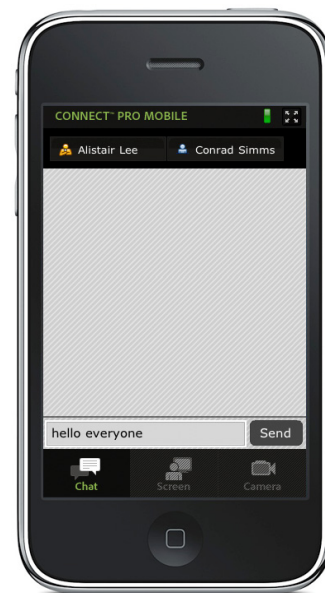 CONNECT™ PRO MOBILE
Alistair Lee Conrad Simms
hello everyone Send
Chat Screen Camera